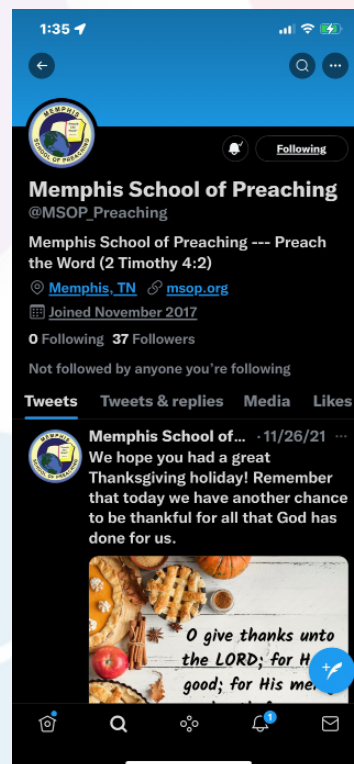 1:35
MEMPHIS
SCHOOL OF PREACHING
Following
Memphis School of Preaching
@MSOP_Preaching
Memphis School of Preaching --- Preach
the Word (2 Timothy 4:2)
Memphis, TN msop.org
Joined November 2017
0 Following 37 Followers
Not followed by anyone you're following
Tweets Tweets & replies Media Likes
Memphis School of... · 11/26/21 ···
We hope you had a great
Thanksgiving holiday! Remember
that today we have another chance
to be thankful for all that God has
done for us.
O give thanks unto
the LORD; for H
good; for His me
1